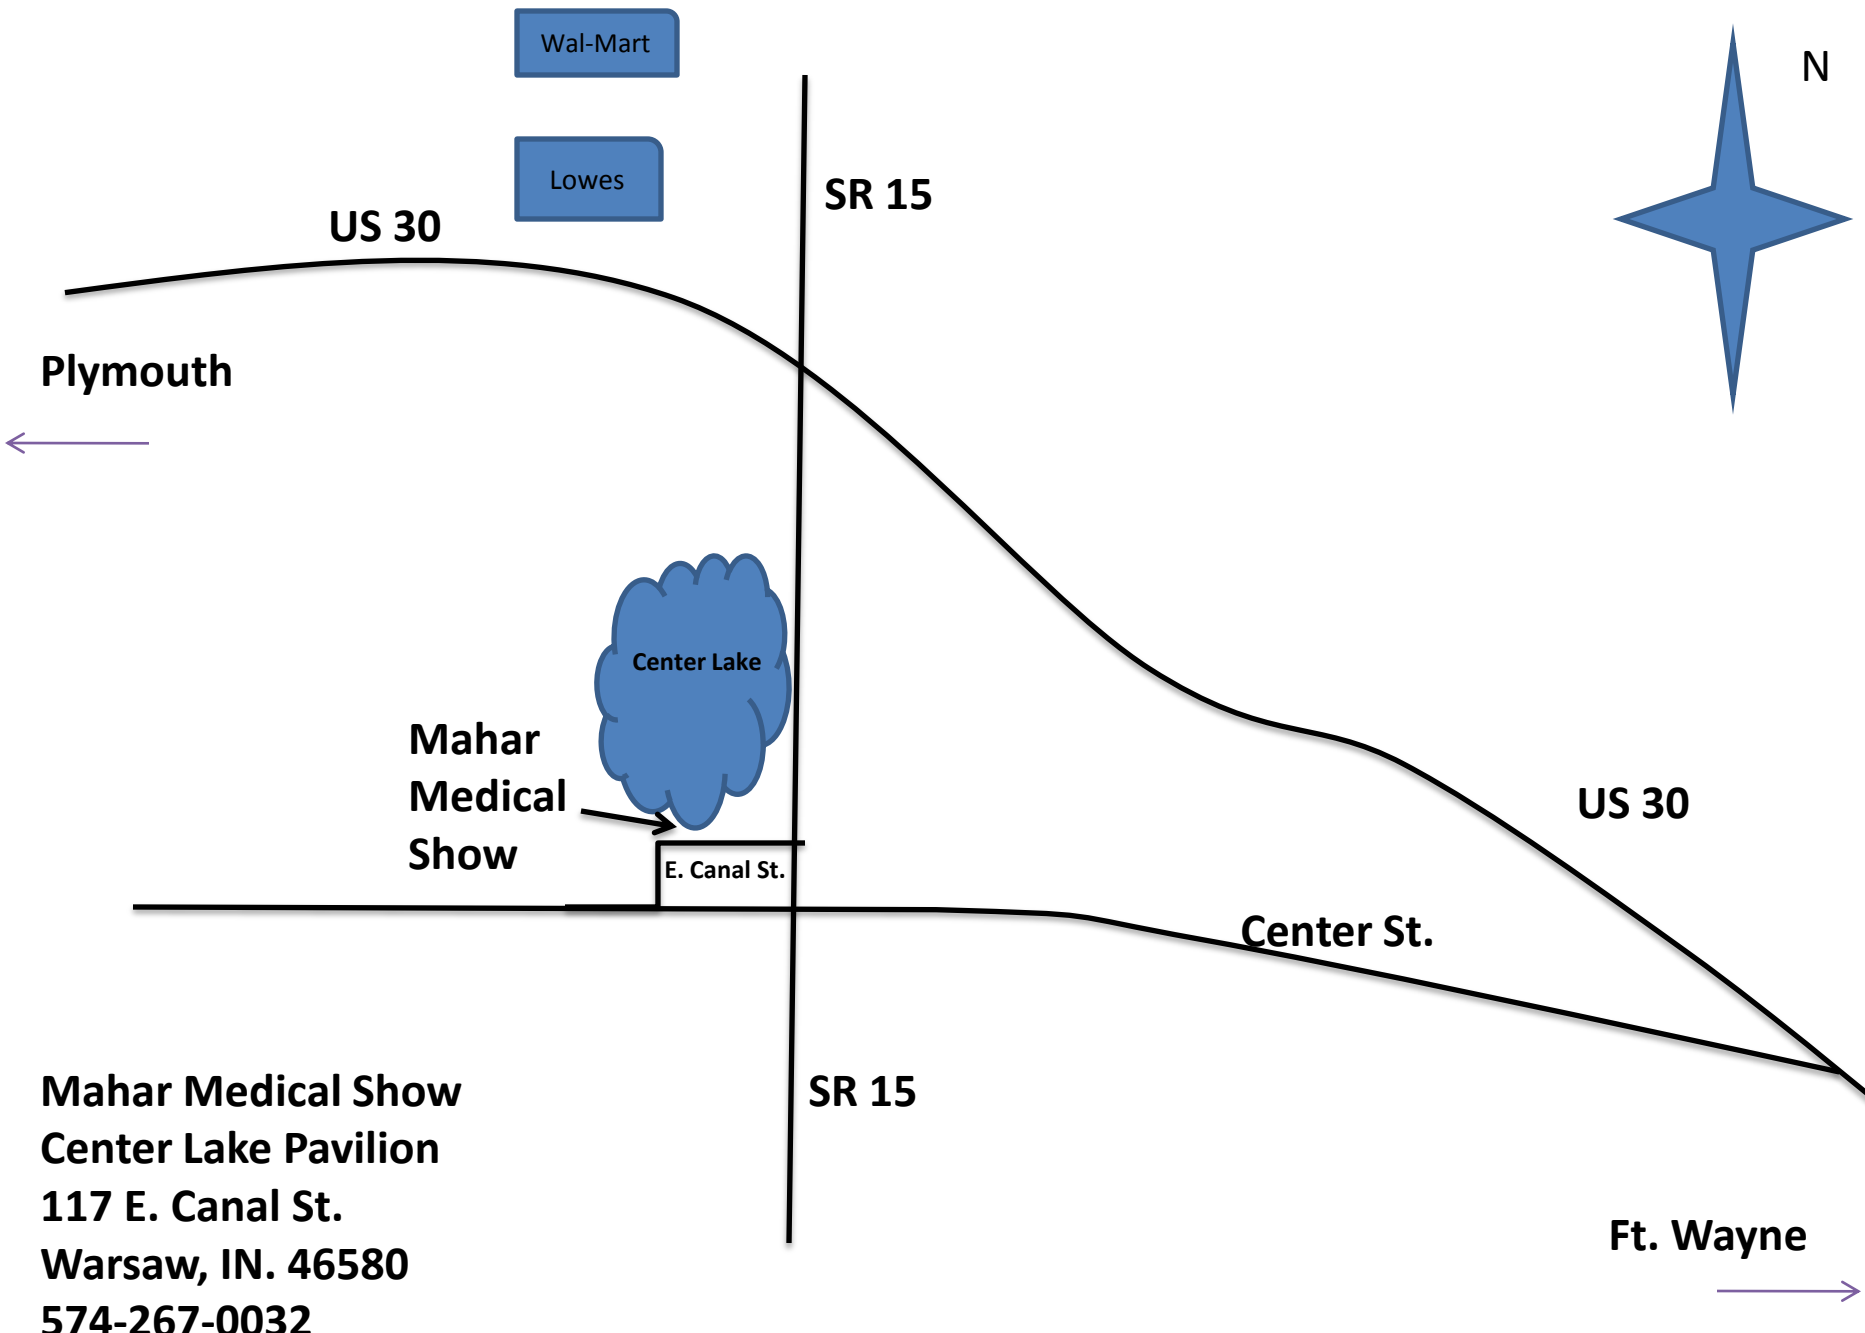 Wal-Mart
N
Lowes
SR 15
US 30
Plymouth
Center Lake
Mahar
Medical
Show
US 30
E. Canal St.
Center St.
Mahar Medical Show
Center Lake Pavilion
117 E. Canal St.
Warsaw, IN. 46580
574-267-0032
SR 15
Ft. Wayne